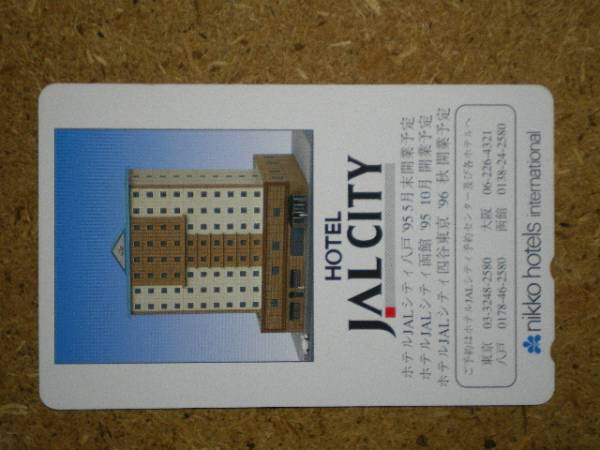 HOTEL
JAL CITY
ホテルJALシティ八戸 '95 5月末開業予定
ホテルJALシティ函館 '95 10月 開業予定
ホテルJALシティ四谷東京 '96 秋 開業予定
ご予約はホテルJALシティ予約センター及び各ホテルへ
東京 03-3248-2580 大阪 06-226-4321
八戸 0178-46-2580 函館 0138-24-2580
nikko hotels international